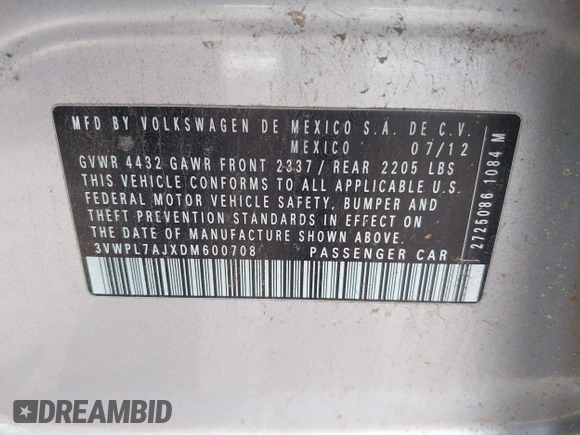 MFD BY VOLKSWAGEN DE MEXICO S.A. DE C.V.
MEXICO 07/12
GVWR 4432 GAWR FRONT 2337/ REAR 2205 LBS
THIS VEHICLE CONFORMS TO ALL APPLICABLE U.S.
FEDERAL MOTOR VEHICLE SAFETY, BUMPER AND
THEFT PREVENTION STANDARDS IN EFFECT ON
THE DATE OF MANUFACTURE SHOWN ABOVE.
3VWPL7AJXDM600708 PASSENGER CAR
2725086 1084 M
DREAMBID